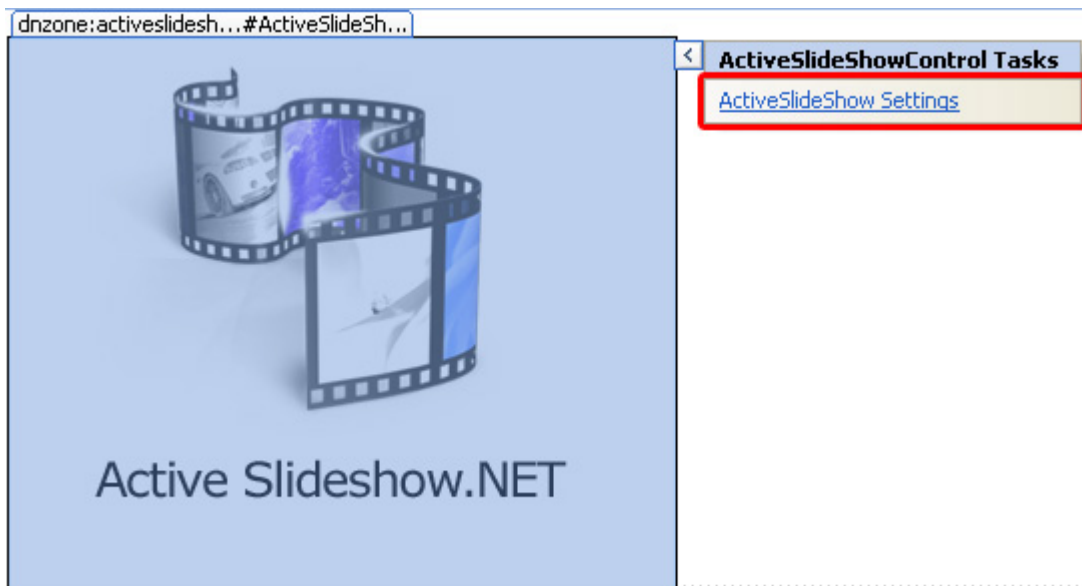 dnzone:activeslidesh...#ActiveSlideSh...
ActiveSlideShowControl Tasks
ActiveSlideShow Settings
Active Slideshow.NET